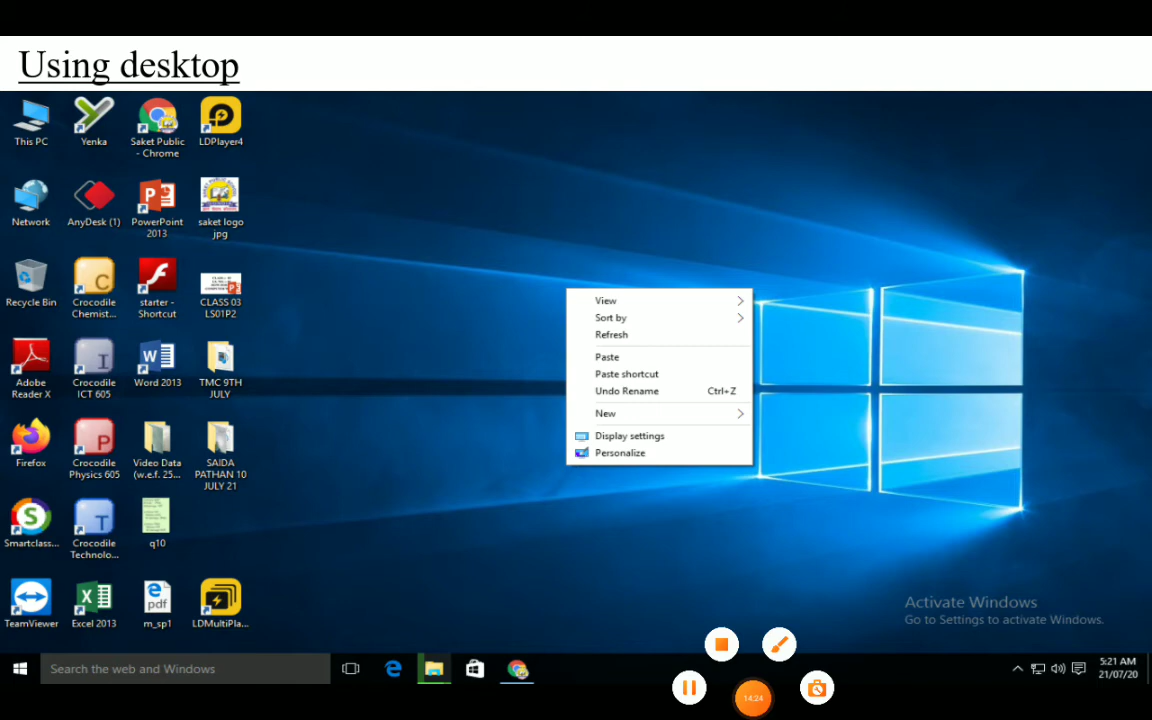 Using desktop
This PC
Yenka
Saket Public
- Chrome
LDPlayer4
Network
AnyDesk (1)
PowerPoint
2013
saket logo
jpg
Recycle Bin
Crocodile
Chemist...
starter -
Shortcut
CLASS 03
LS01P2
Adobe
Reader X
Crocodile
ICT 605
Word 2013
TMC 9TH
JULY
Firefox
Crocodile
Physics 605
Video Data
(w.e.f. 25...
SAIDA
PATHAN 10
JULY 21
Smartclass...
Crocodile
Technolo...
q10
TeamViewer
Excel 2013
m_sp1
LDMultiPla...
View
Sort by
Refresh
Paste
Paste shortcut
Undo Rename Ctrl+Z
New
Display settings
Personalize
Activate Windows
Go to Settings to activate Windows.
Search the web and Windows
14:24
5:21 AM
21/07/20